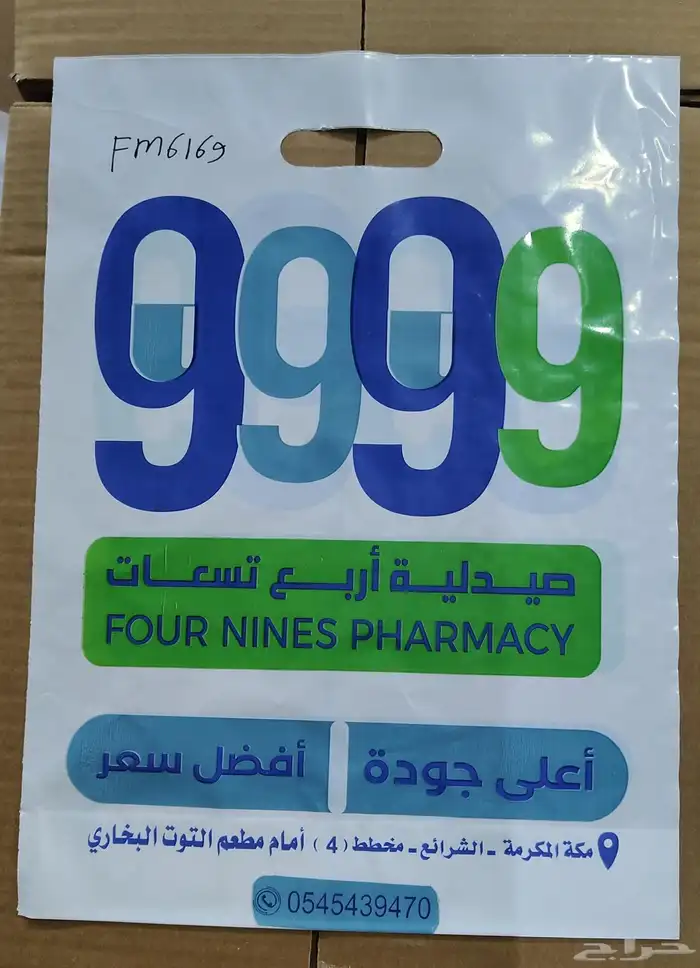 FM6169
9999
صيدلية أربع تسعات
FOUR NINES PHARMACY
أعلى جودة
أفضل سعر
مكة المكرمة - الشرائع - مخطط (4) أمام مطعم التوت البخاري
0545439470
حراج